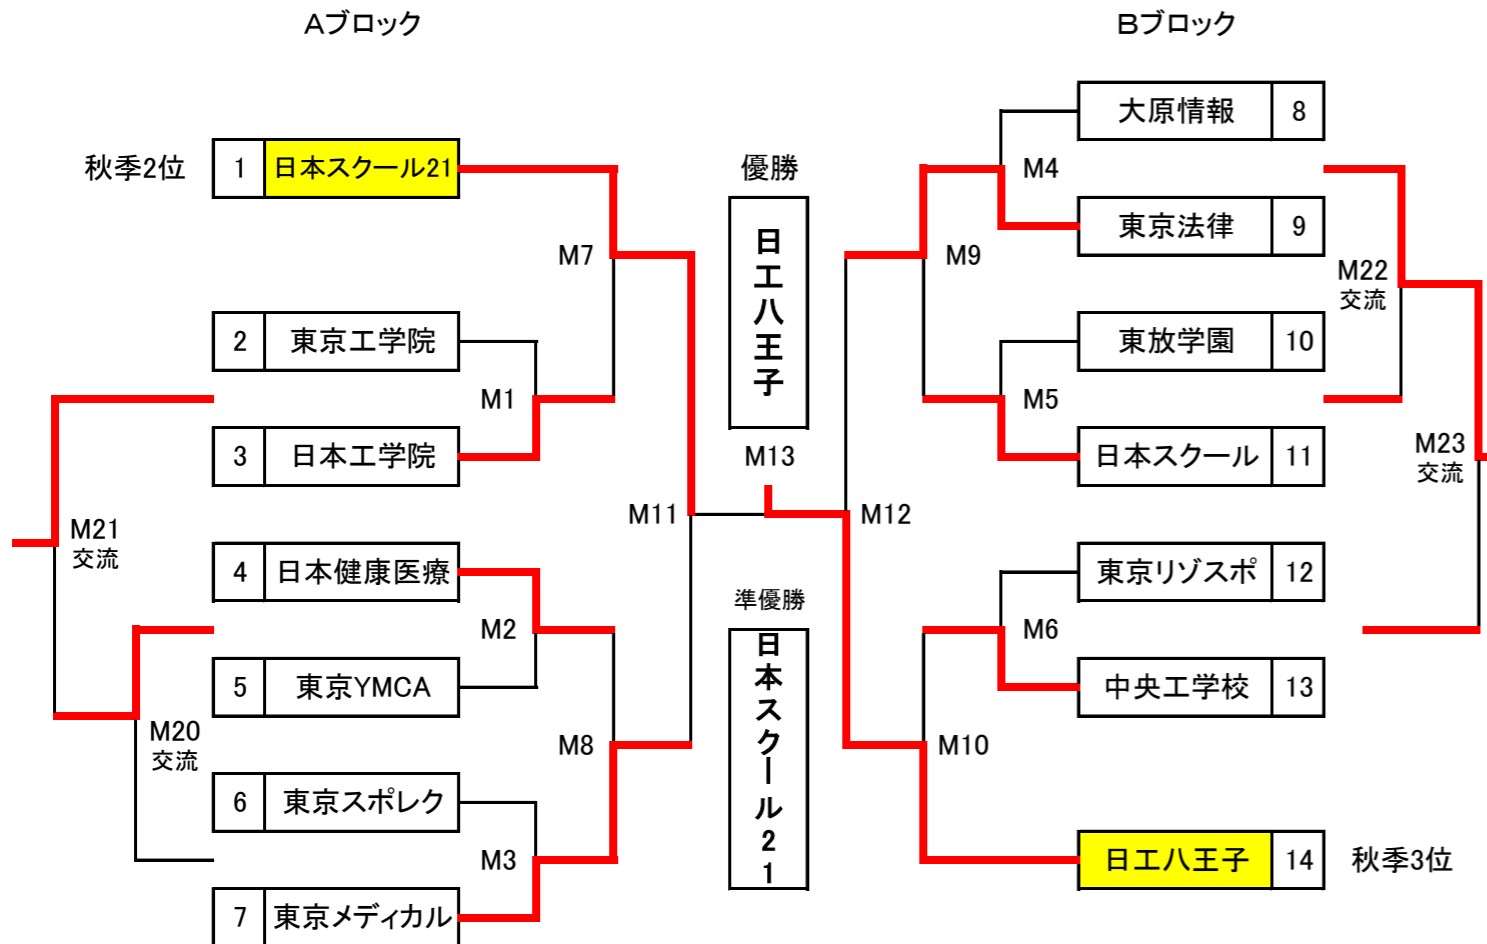 Aブロック
Bブロック
秋季2位
1 日本スクール21
2 東京工学院
3 日本工学院
4 日本健康医療
5 東京YMCA
6 東京スポレク
7 東京メディカル
M1
M2
M3
M7
M8
M11
M21
交流
M20
交流
優勝
日工八王子
M13
準優勝
日本スクール21
大原情報 8
東京法律 9
東放学園 10
日本スクール 11
東京リゾスポ 12
中央工学校 13
日工八王子 14
秋季3位
M4
M5
M6
M9
M10
M12
M22
交流
M23
交流